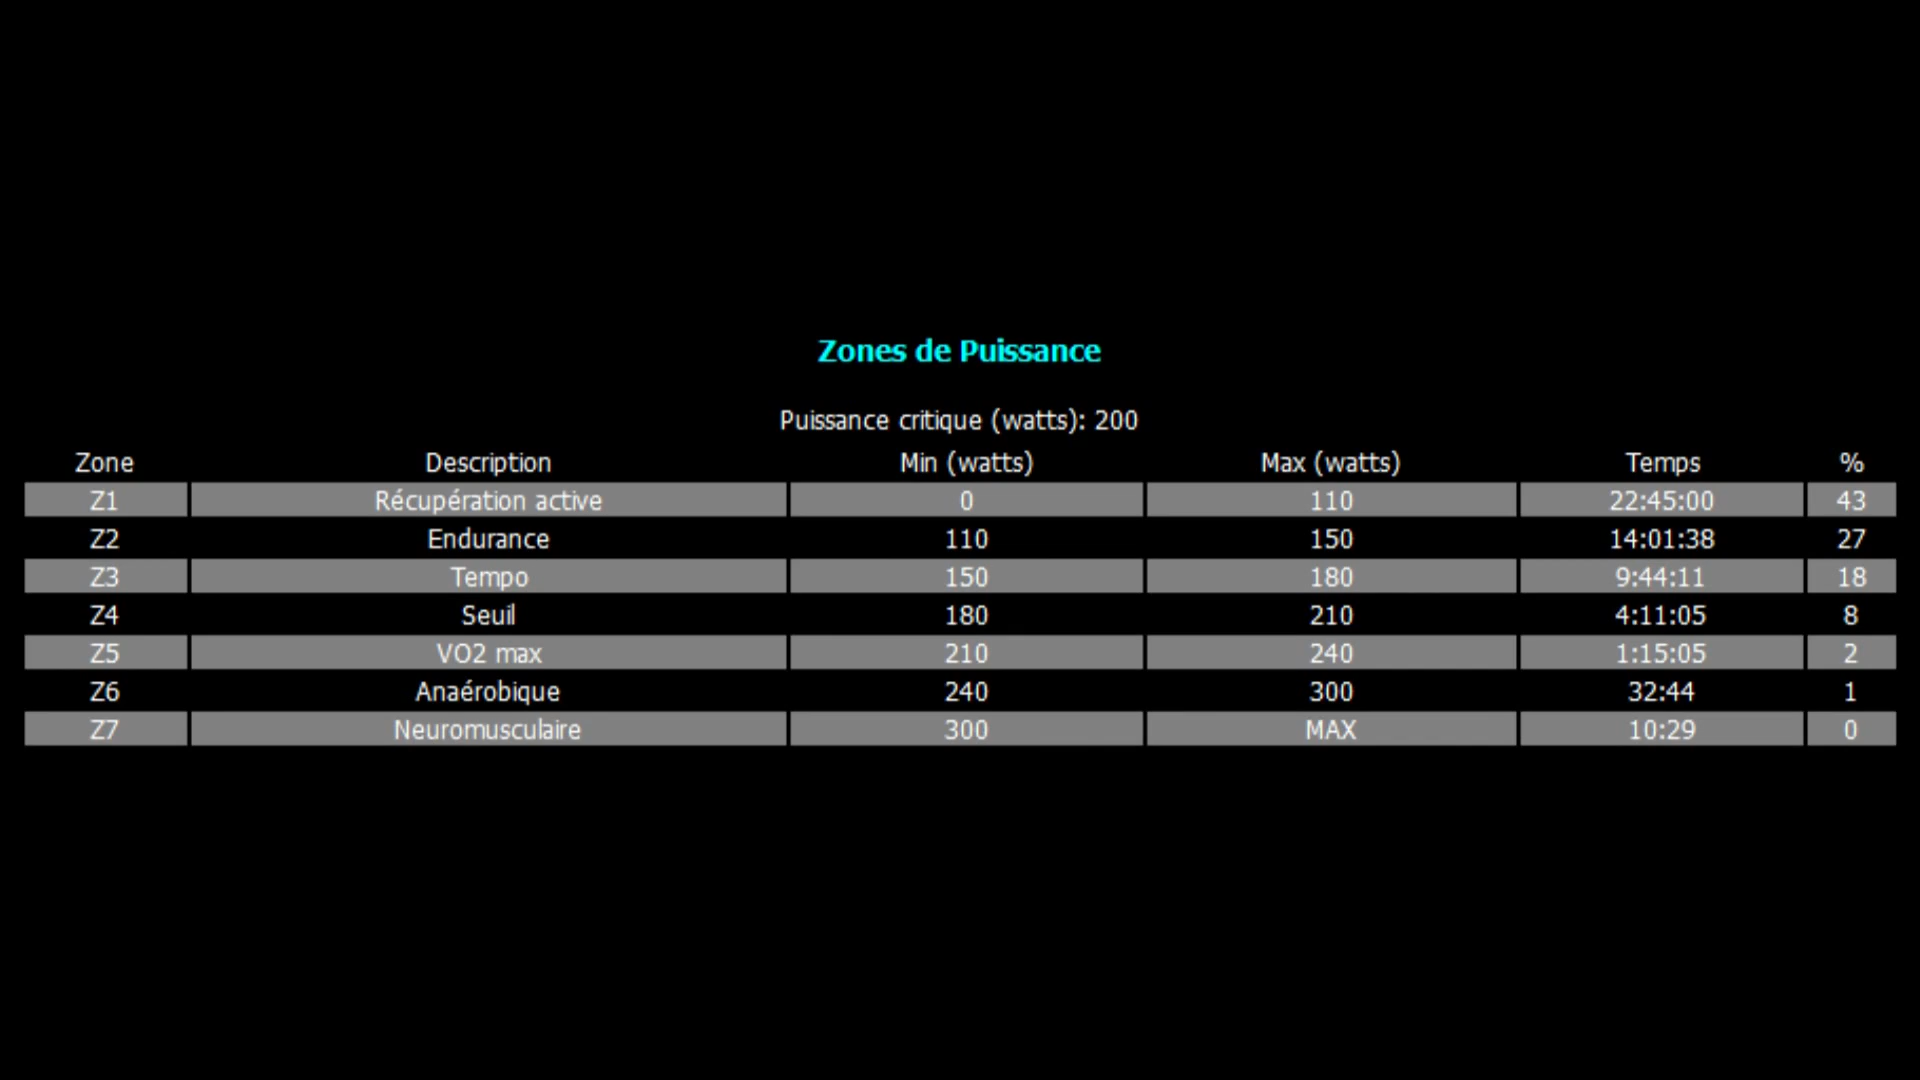 Zones de Puissance
Puissance critique (watts): 200
Zone Description Min (watts) Max (watts) Temps %
Z1 Récupération active 0 110 22:45:00 43
Z2 Endurance 110 150 14:01:38 27
Z3 Tempo 150 180 9:44:11 18
Z4 Seuil 180 210 4:11:05 8
Z5 VO2 max 210 240 1:15:05 2
Z6 Anaérobique 240 300 32:44 1
Z7 Neuromusculaire 300 MAX 10:29 0